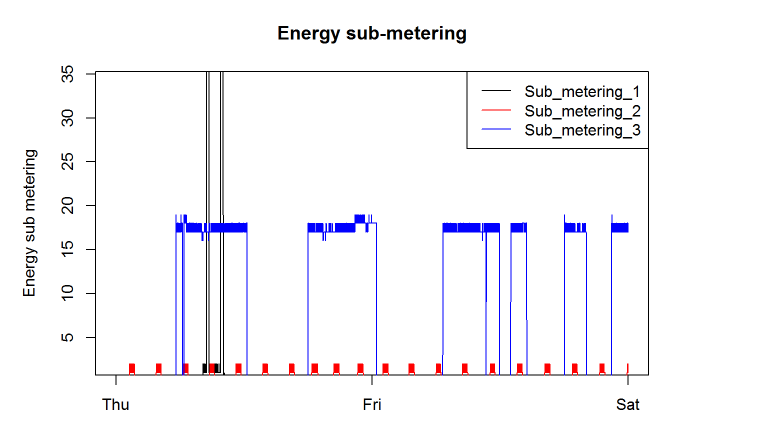 Energy sub-metering
Energy sub metering
35
30
25
20
15
10
5
Sub_metering_1
Sub_metering_2
Sub_metering_3
Thu Fri Sat